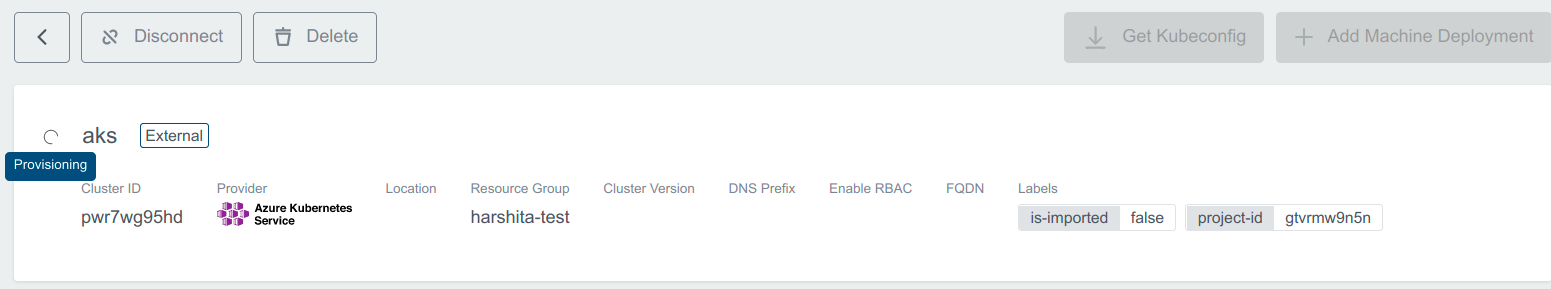 Disconnect
Delete
Get Kubeconfig
Add Machine Deployment
aks
External
Provisioning
Cluster ID
pwr7wg95hd
Provider
Azure Kubernetes
Service
Location
Resource Group
harshita-test
Cluster Version
DNS Prefix
Enable RBAC
FQDN
Labels
is-imported false
project-id gtvrmw9n5n